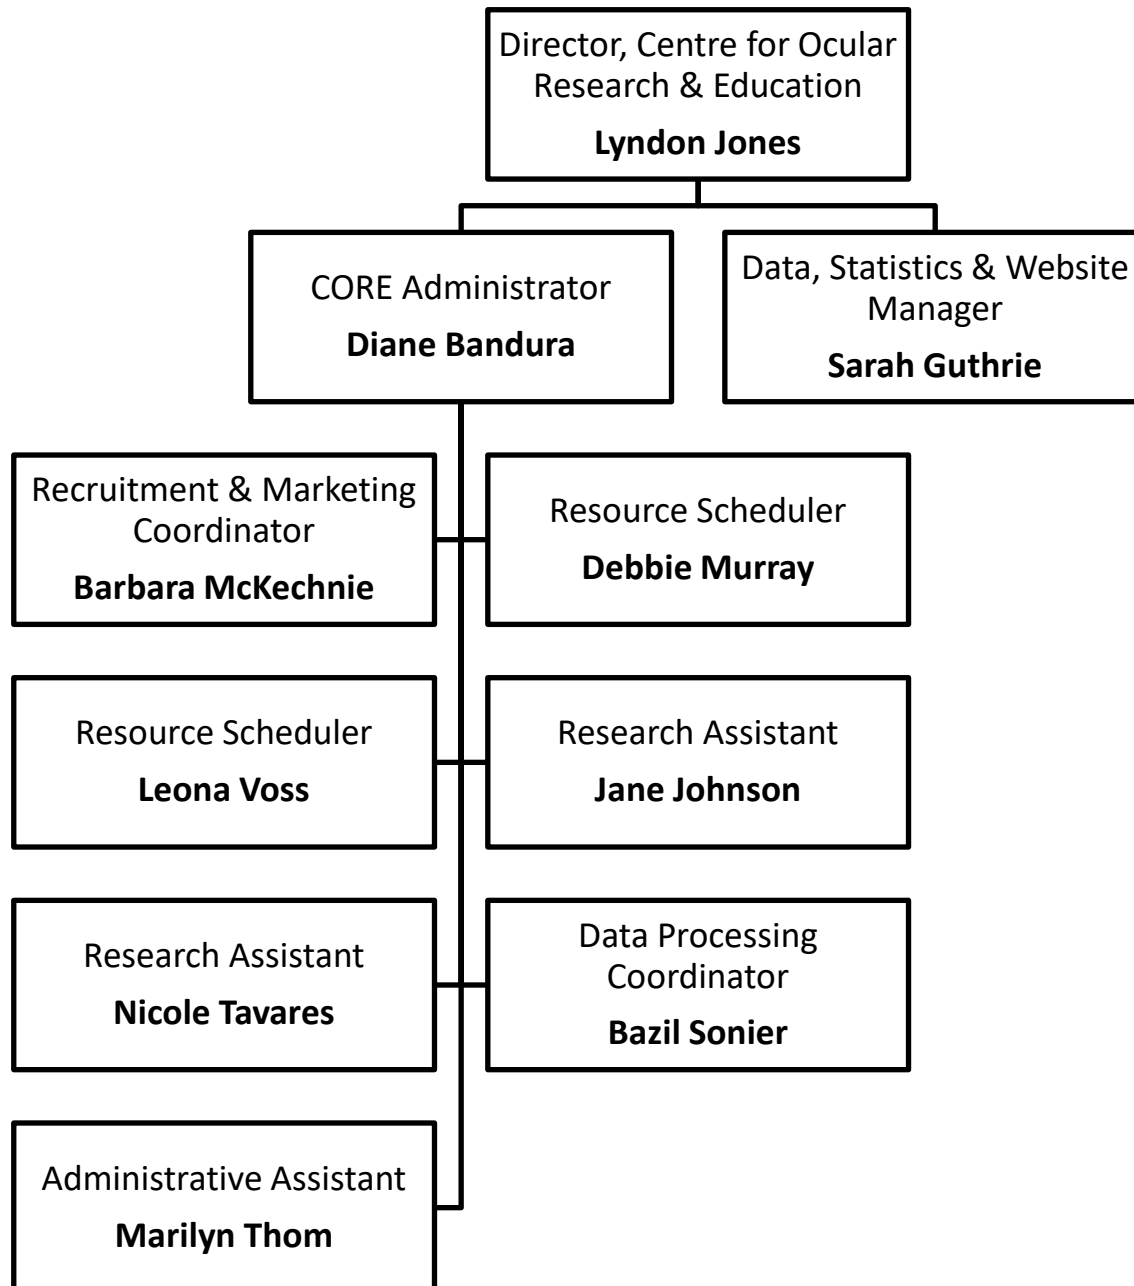 Director, Centre for Ocular
Research & Education
Lyndon Jones
CORE Administrator
Diane Bandura
Data, Statistics & Website
Manager
Sarah Guthrie
Recruitment & Marketing
Coordinator
Barbara McKechnie
Resource Scheduler
Debbie Murray
Resource Scheduler
Leona Voss
Research Assistant
Jane Johnson
Research Assistant
Nicole Tavares
Data Processing
Coordinator
Bazil Sonier
Administrative Assistant
Marilyn Thom